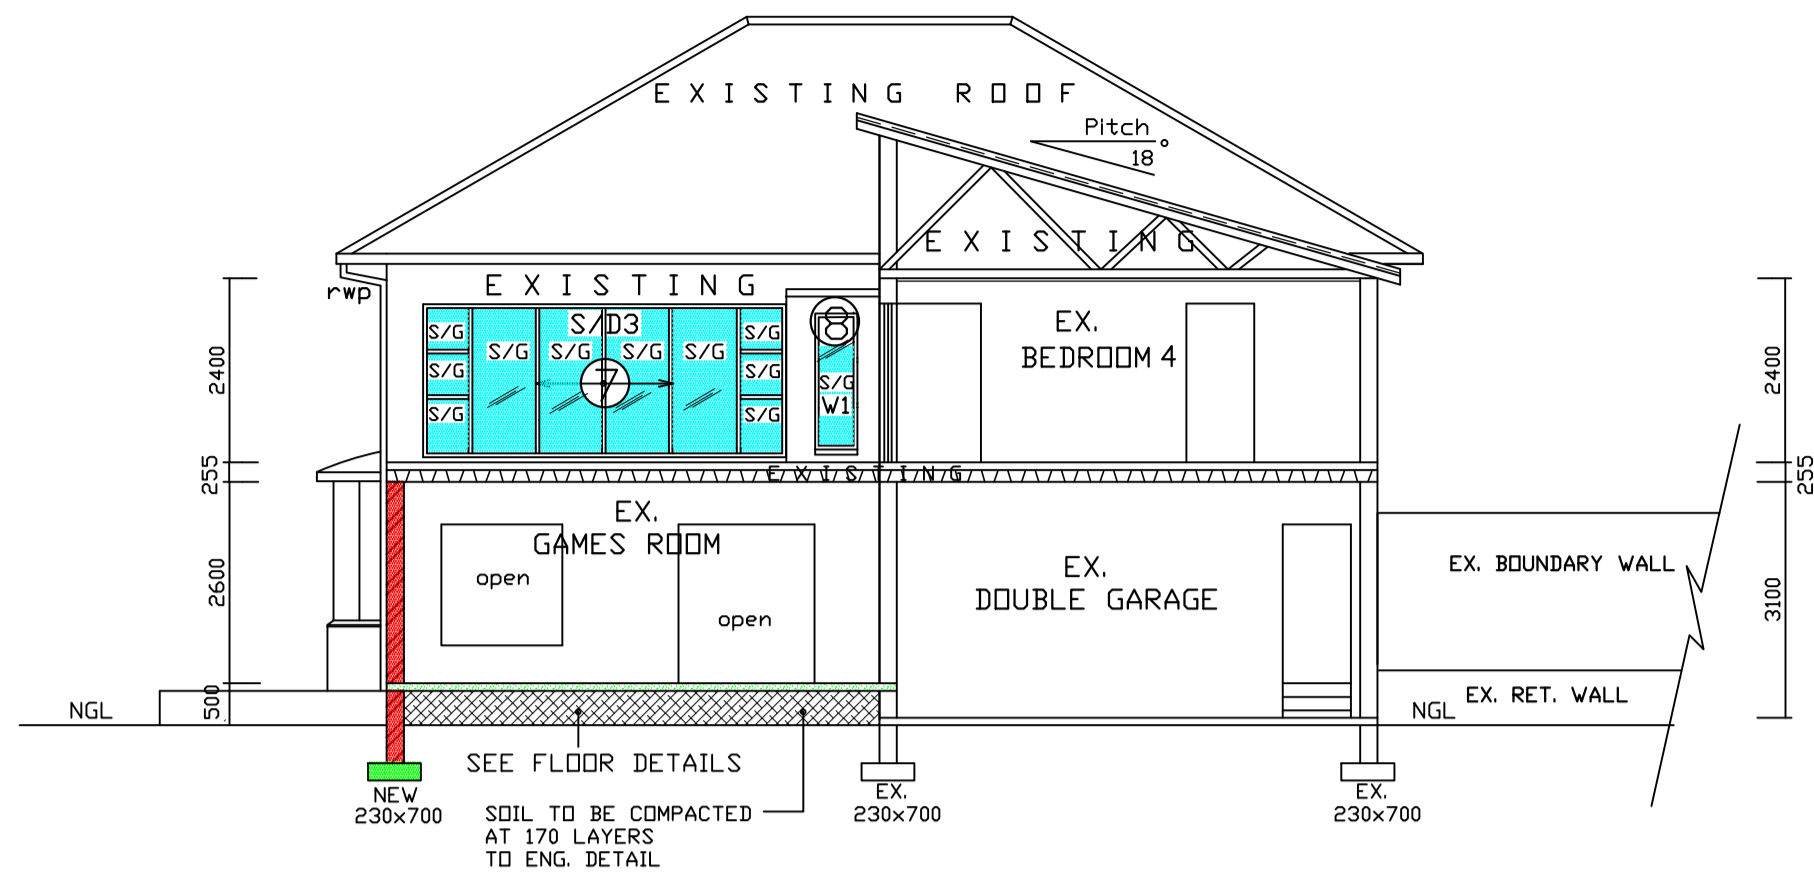 EXISTING ROOF
Pitch
18°
EXISTING
rwp
EXISTING
S/D3
S/G
S/G
S/G
S/G
S/G
S/G
S/G
S/G
S/G
S/G
7
8
S/G
W1
EX.
BEDROOM 4
2400
2400
255
255
EXISTING
EX.
GAMES ROOM
open
open
EX.
DOUBLE GARAGE
EX. BOUNDARY WALL
2600
3100
500
NGL
EX. RET. WALL
NGL
SEE FLOOR DETAILS
NEW
230x700
SOIL TO BE COMPACTED
AT 170 LAYERS
TO ENG. DETAIL
EX.
230x700
EX.
230x700